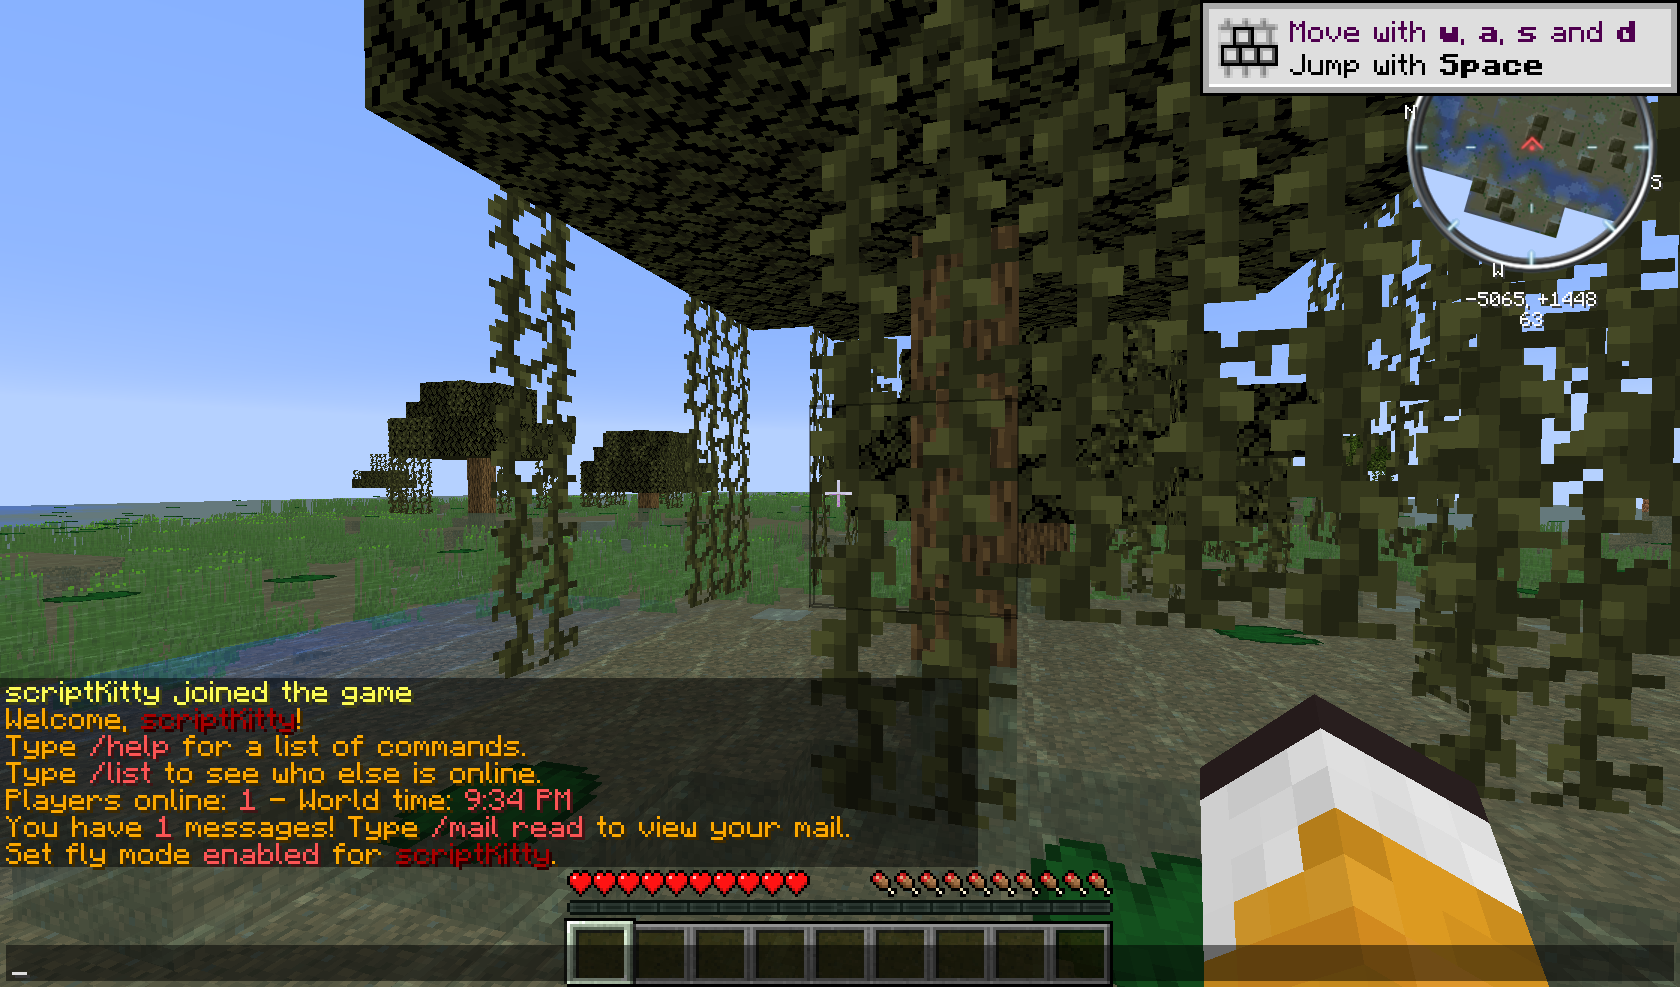 Move with w, a, s and d
Jump with Space
N
S
W
-5065, +1448
63
scriptKitty joined the game
Welcome, scriptKitty!
Type /help for a list of commands.
Type /list to see who else is online.
Players online: 1 - World time: 9:34 PM
You have 1 messages! Type /mail read to view your mail.
Set fly mode enabled for scriptKitty.
_